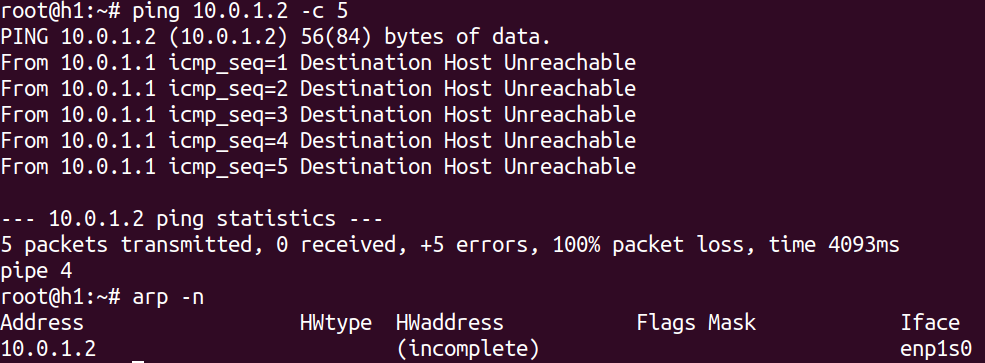 root@h1:~# ping 10.0.1.2 -c 5
PING 10.0.1.2 (10.0.1.2) 56(84) bytes of data.
From 10.0.1.1 icmp_seq=1 Destination Host Unreachable
From 10.0.1.1 icmp_seq=2 Destination Host Unreachable
From 10.0.1.1 icmp_seq=3 Destination Host Unreachable
From 10.0.1.1 icmp_seq=4 Destination Host Unreachable
From 10.0.1.1 icmp_seq=5 Destination Host Unreachable

--- 10.0.1.2 ping statistics ---
5 packets transmitted, 0 received, +5 errors, 100% packet loss, time 4093ms
pipe 4
root@h1:~# arp -n
Address                  HWtype  HWaddress           Flags Mask            Iface
10.0.1.2                         (incomplete)                              enp1s0